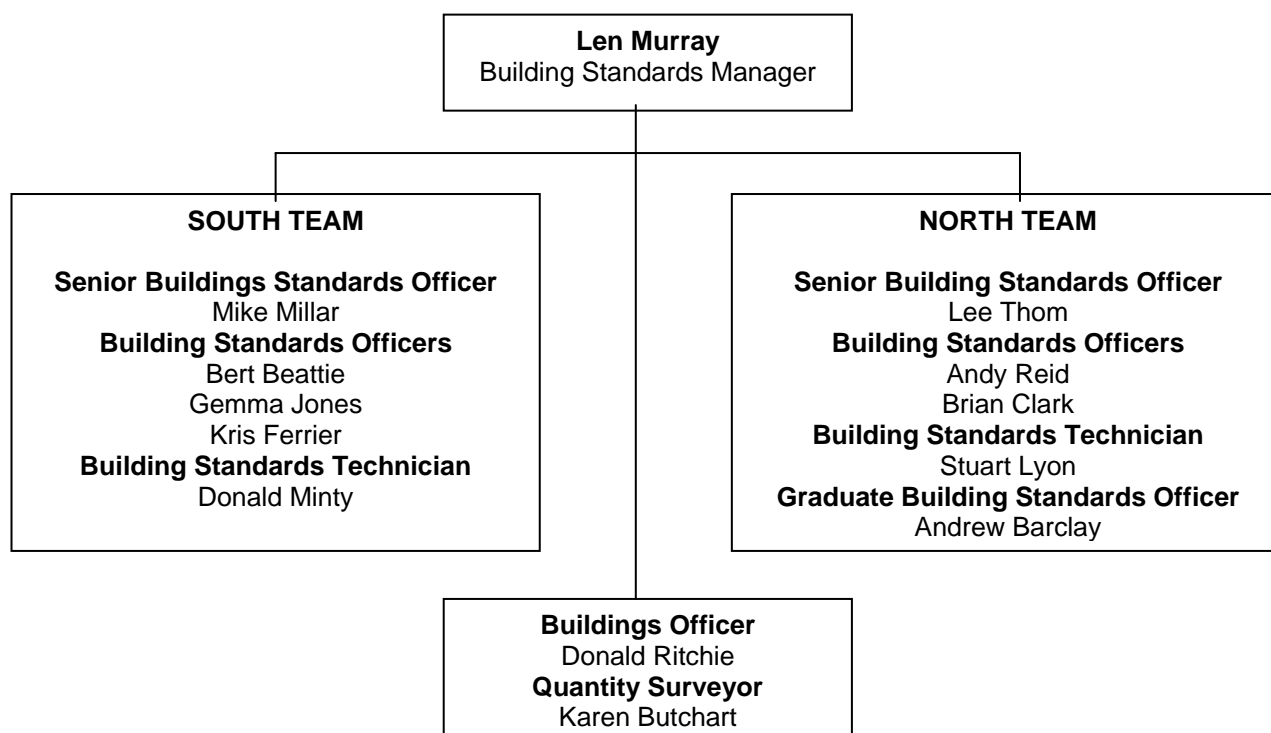 Len Murray
Building Standards Manager
SOUTH TEAM
Senior Buildings Standards Officer
Mike Millar
Building Standards Officers
Bert Beattie
Gemma Jones
Kris Ferrier
Building Standards Technician
Donald Minty
NORTH TEAM
Senior Building Standards Officer
Lee Thom
Building Standards Officers
Andy Reid
Brian Clark
Building Standards Technician
Stuart Lyon
Graduate Building Standards Officer
Andrew Barclay
Buildings Officer
Donald Ritchie
Quantity Surveyor
Karen Butchart